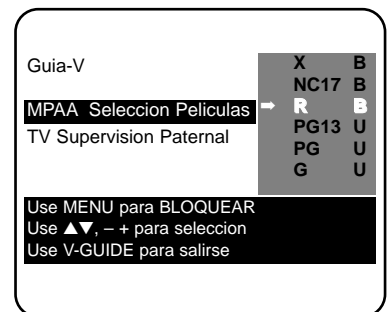 Guia-V
MPAA Seleccion Peliculas
TV Supervision Paternal
➡
X B
NC17 B
R B
PG13 U
PG U
G U
Use MENU para BLOQUEAR
Use ▲▼, – + para seleccion
Use V-GUIDE para salirse